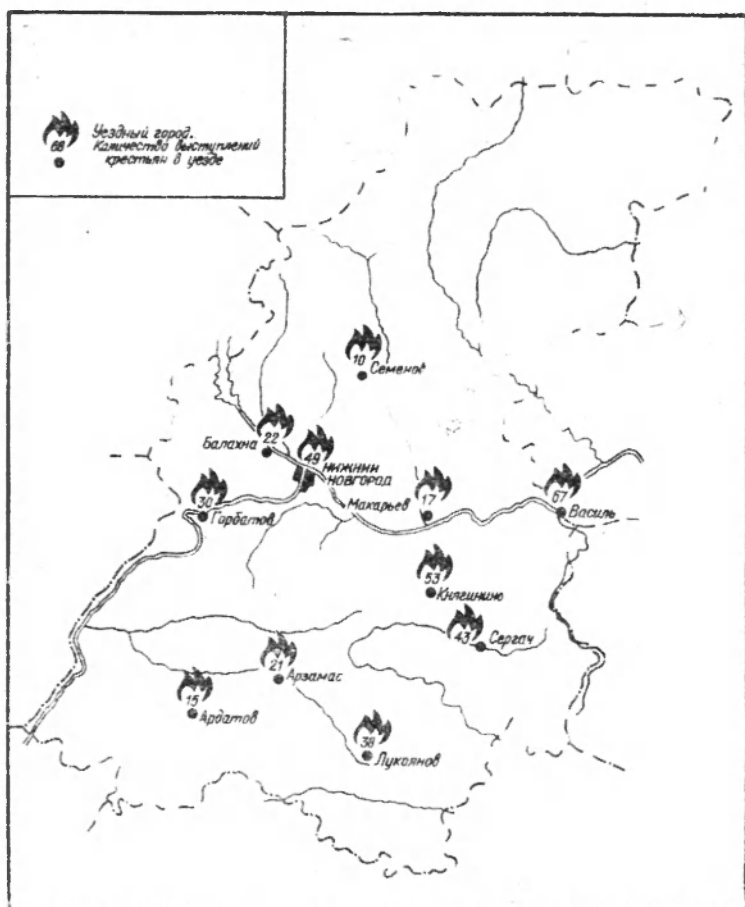 68
Уездный город.
Количество выступлений
крестьян в уезде
10
Семенов
22
Балахна
49
НИЖНИЙ
НОВГОРОД
30
Горбатов
Макарьев
17
67
Василь
53
Княгинино
43
Сергач
21
Арзамас
15
Ардатов
38
Лукоянов